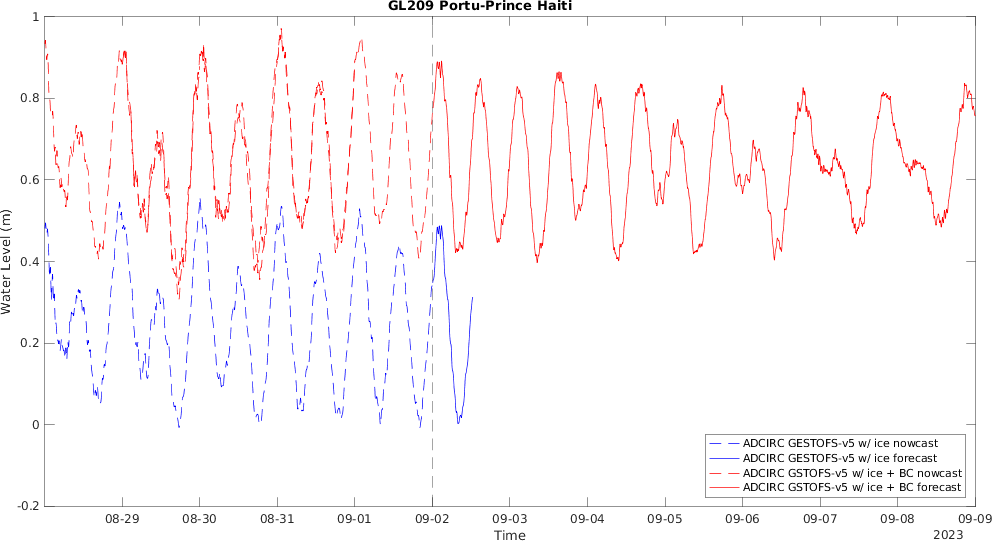 GL209 Portu-Prince Haiti
1
0.8
0.6
0.4
0.2
0
-0.2
Water Level (m)
ADCIRC GESTOFS-v5 w/ ice nowcast
ADCIRC GESTOFS-v5 w/ ice forecast
ADCIRC GSTOFS-v5 w/ ice + BC nowcast
ADCIRC GSTOFS-v5 w/ ice + BC forecast
08-29 08-30 08-31 09-01 09-02 09-03 09-04 09-05 09-06 09-07 09-08 09-09
Time
2023